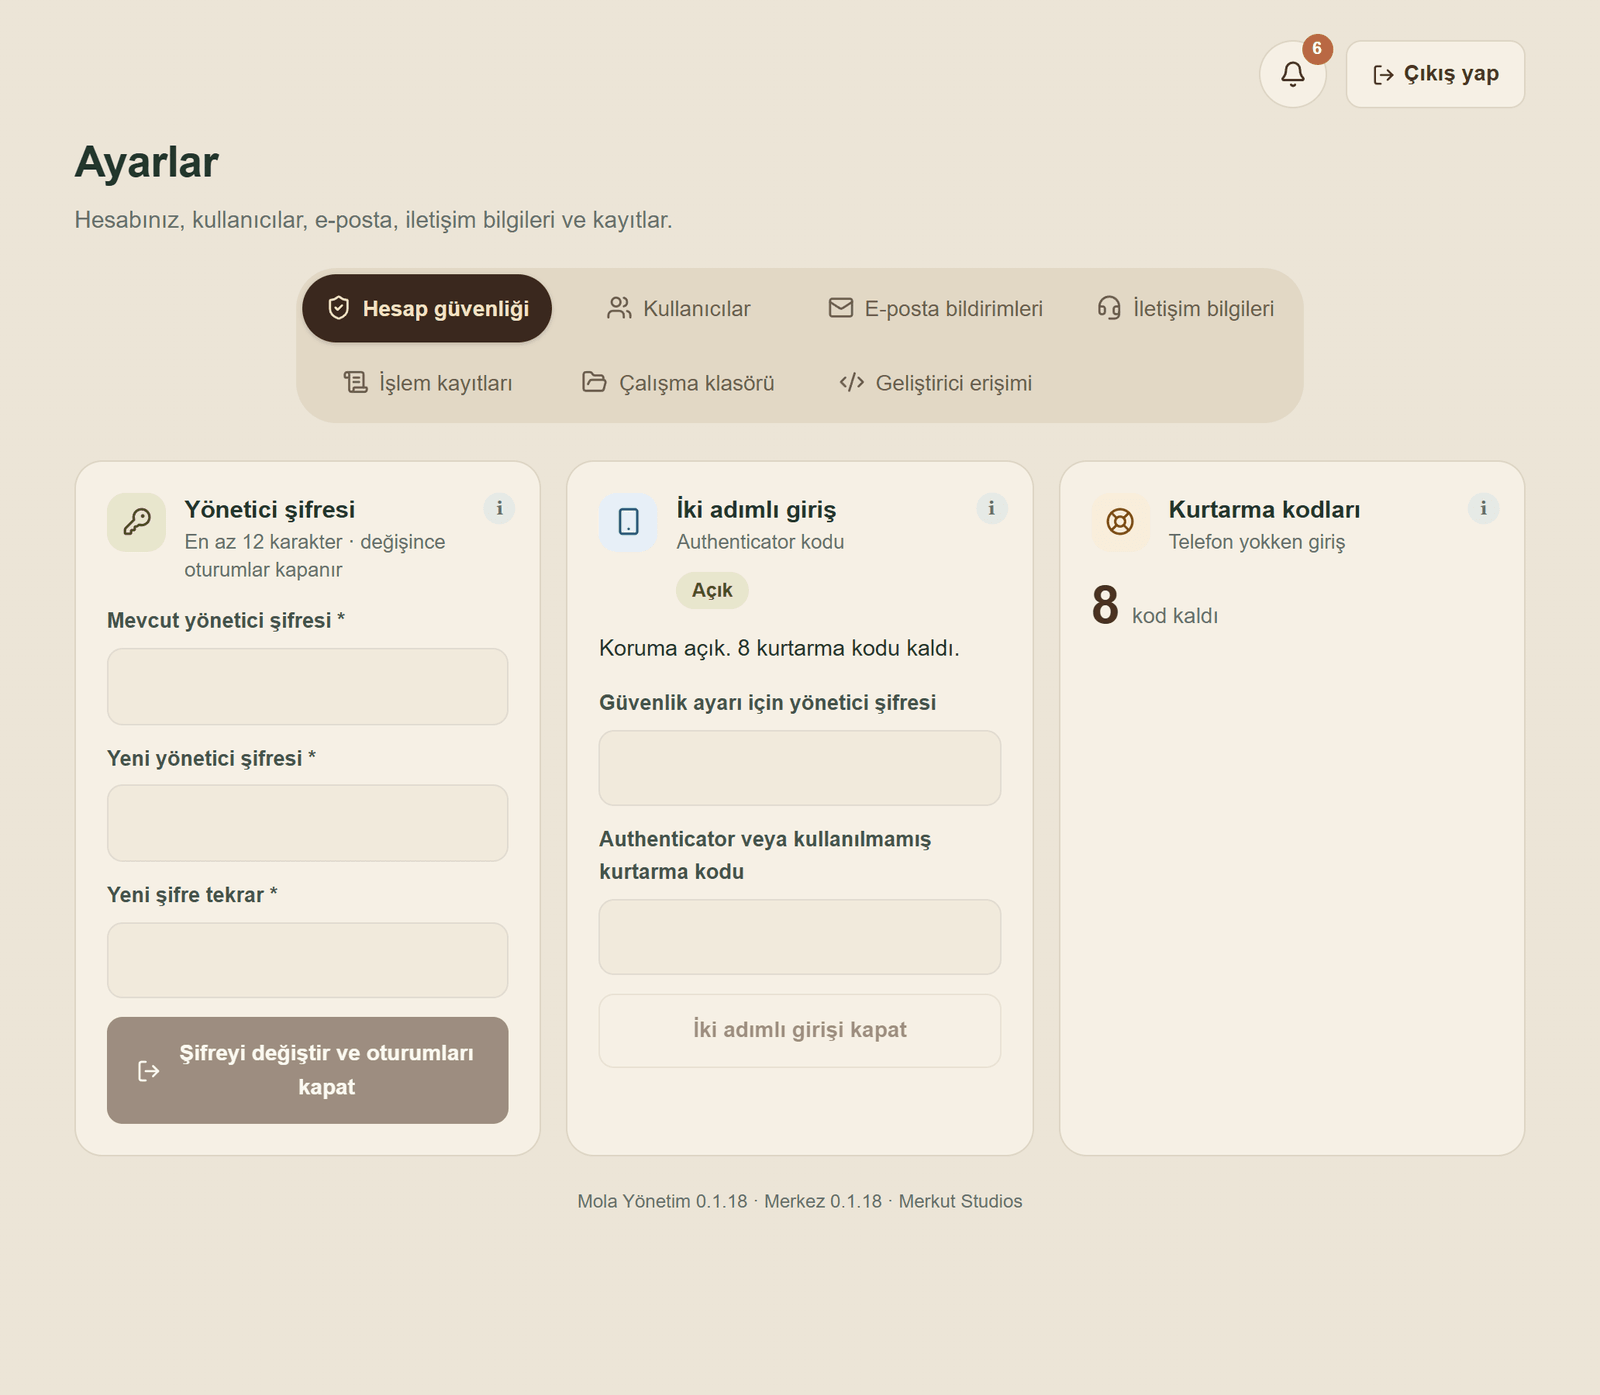 6
Çıkış yap
Ayarlar
Hesabınız, kullanıcılar, e-posta, iletişim bilgileri ve kayıtlar.
Hesap güvenliği
Kullanıcılar
E-posta bildirimleri
İletişim bilgileri
İşlem kayıtları
Çalışma klasörü
Geliştirici erişimi
Yönetici şifresi
i
En az 12 karakter · değişince
oturumlar kapanır
Mevcut yönetici şifresi *
Yeni yönetici şifresi *
Yeni şifre tekrar *
Şifreyi değiştir ve oturumları
kapat
İki adımlı giriş
i
Authenticator kodu
Açık
Koruma açık. 8 kurtarma kodu kaldı.
Güvenlik ayarı için yönetici şifresi
Authenticator veya kullanılmamış
kurtarma kodu
İki adımlı girişi kapat
Kurtarma kodları
i
Telefon yokken giriş
8 kod kaldı
Mola Yönetim 0.1.18 · Merkez 0.1.18 · Merkut Studios